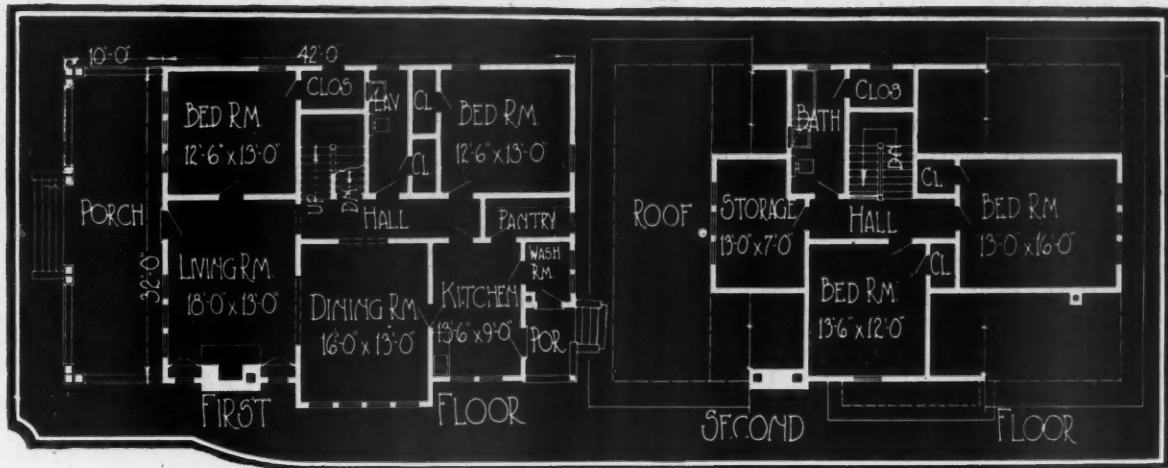 10'-0"
42'-0"
32'-0"
PORCH
BED RM.
12'-6" x 13'-0"
CLOS.
LAV
CL
BED RM.
12'-6" x 13'-0"
CL
UP
DN
HALL
PANTRY
LIVING RM.
18'-0" x 13'-0"
DINING RM.
16'-0" x 13'-0"
KITCHEN
13'-6" x 9'-0"
WASH
RM.
POR
FIRST FLOOR
ROOF
BATH
CLOS
DN
STORAGE
13'-0" x 7'-0"
HALL
CL
BED RM.
13'-0" x 16'-0"
BED RM.
13'-6" x 12'-0"
CL
SECOND FLOOR